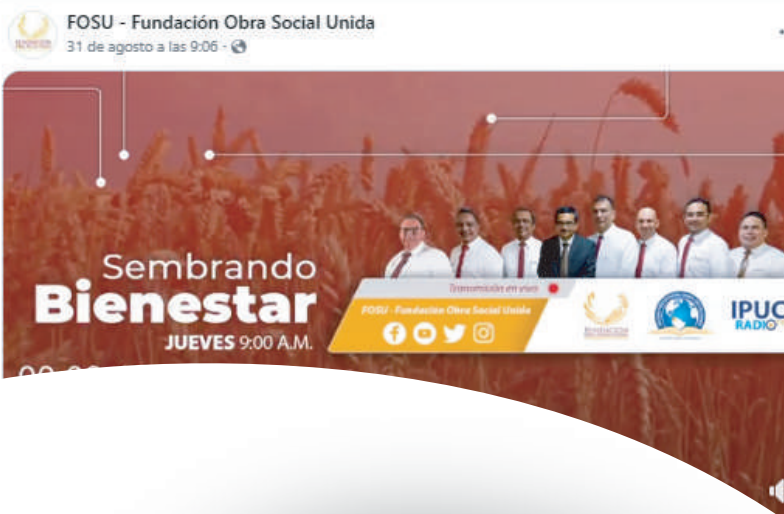 FOSU - Fundación Obra Social Unida
31 de agosto a las 9:06 ·
Sembrando
Bienestar
JUEVES 9:00 A.M.
Transmisión en vivo
FOSU - Fundación Obra Social Unida
FUNDACIÓN
IPUC
RADIO